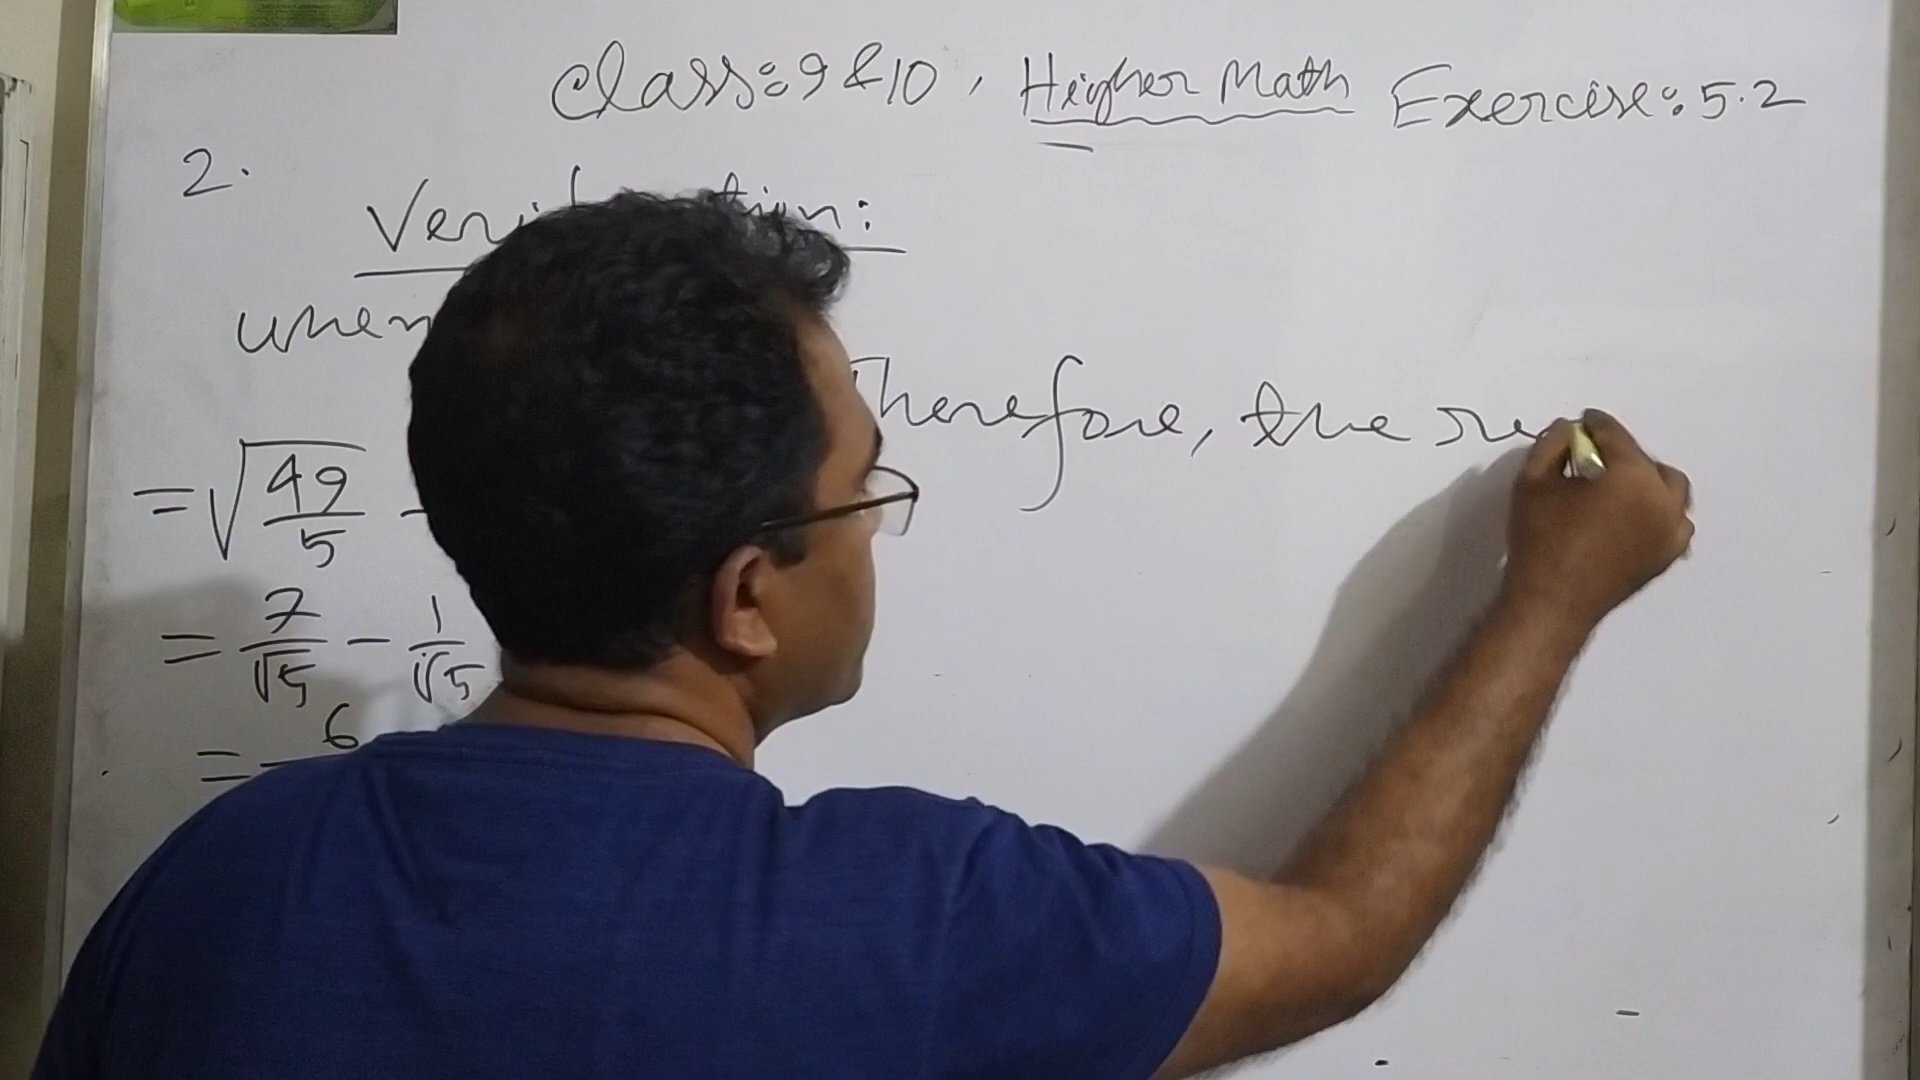 Class: 9 & 10, Higher Math Exercise: 5.2
2.
when
Therefore, the
= √49/5 -
= 7/√5 - 1/√5
= 6